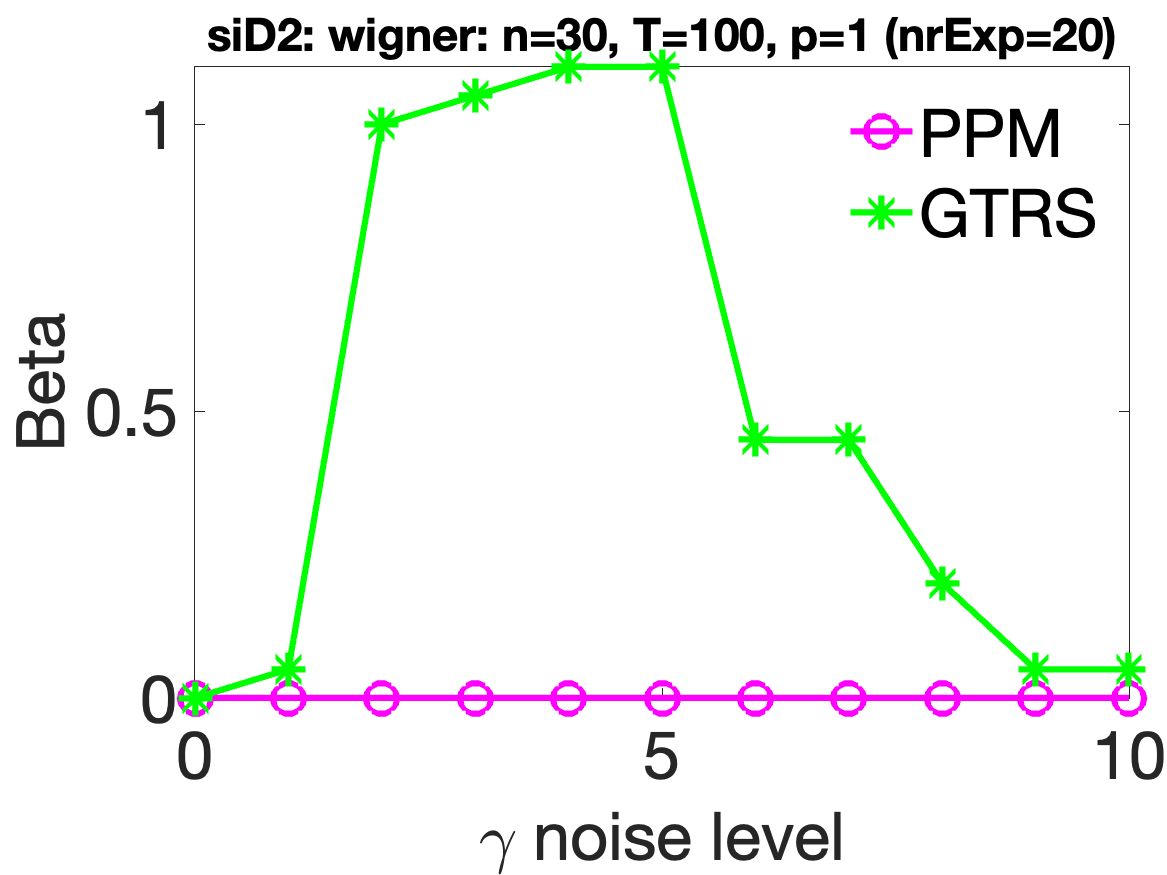 siD2: wigner: n=30, T=100, p=1 (nrExp=20)
PPM
GTRS
1
0.5
0
Beta
0
5
10
γ noise level